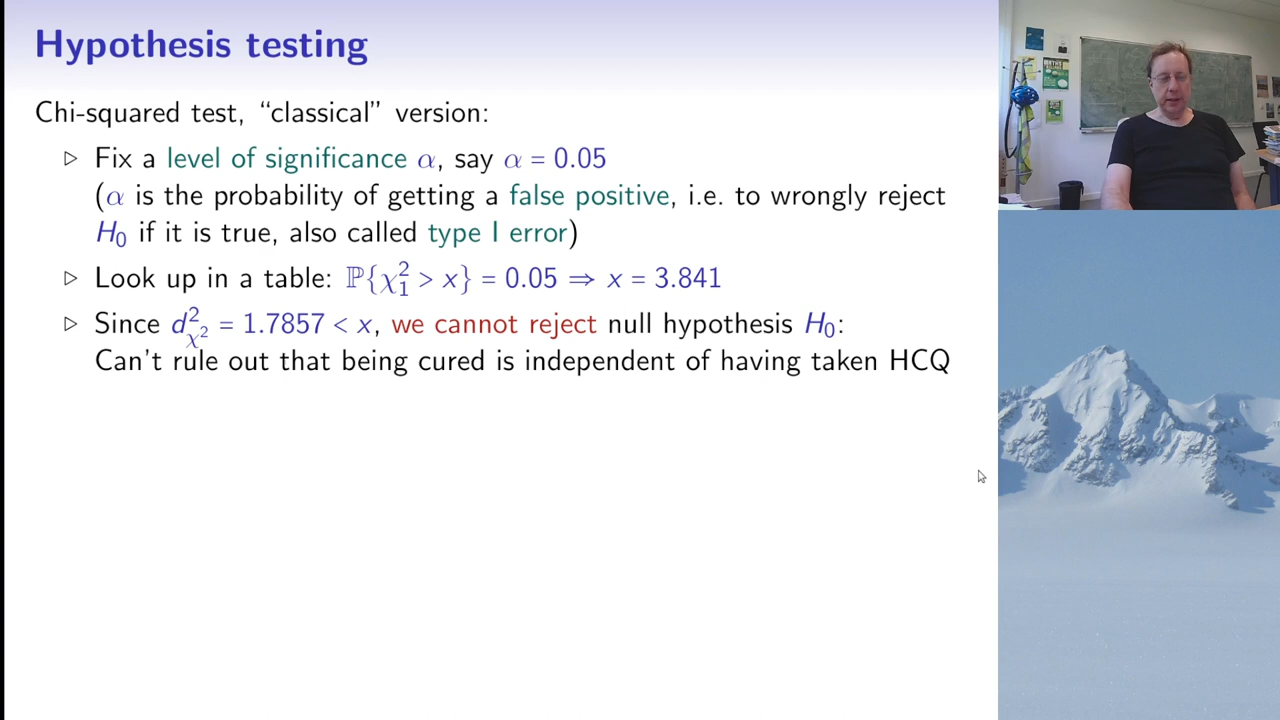 Hypothesis testing
Chi-squared test, “classical” version:
▷ Fix a level of significance α, say α = 0.05
(α is the probability of getting a false positive, i.e. to wrongly reject
H₀ if it is true, also called type I error)
▷ Look up in a table: ℙ{χ₁² > x} = 0.05 ⇒ x = 3.841
▷ Since d²_χ² = 1.7857 < x, we cannot reject null hypothesis H₀:
Can't rule out that being cured is independent of having taken HCQ